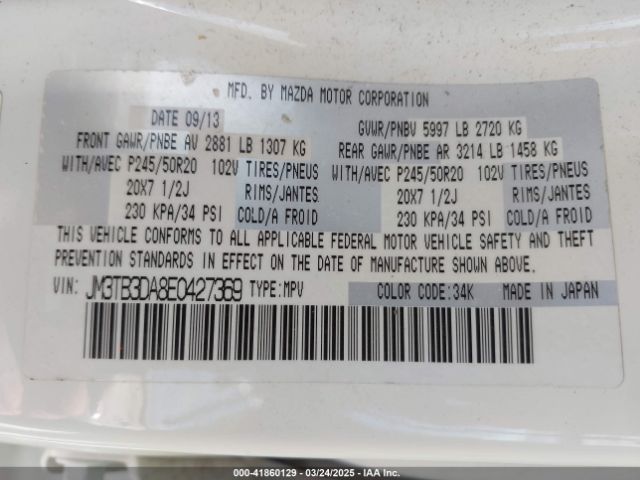 MFD. BY MAZDA MOTOR CORPORATION
DATE 09/13 GVWR/PNBV 5997 LB 2720 KG
FRONT GAWR/PNBE AV 2881 LB 1307 KG REAR GAWR/PNBE AR 3214 LB 1458 KG
WITH/AVEC P245/50R20 102V TIRES/PNEUS WITH/AVEC P245/50R20 102V TIRES/PNEUS
20X7 1/2J RIMS/JANTES 20X7 1/2J RIMS/JANTES
230 KPA/34 PSI COLD/A FROID 230 KPA/34 PSI COLD/A FROID
THIS VEHICLE CONFORMS TO ALL APPLICABLE FEDERAL MOTOR VEHICLE SAFETY AND THEFT
PREVENTION STANDARDS IN EFFECT ON THE DATE OF MANUFACTURE SHOWN ABOVE.
VIN: JM3TB3DA8E0427369 TYPE:MPV COLOR CODE:34K MADE IN JAPAN
000-41860129 - 03/24/2025 - IAA Inc.